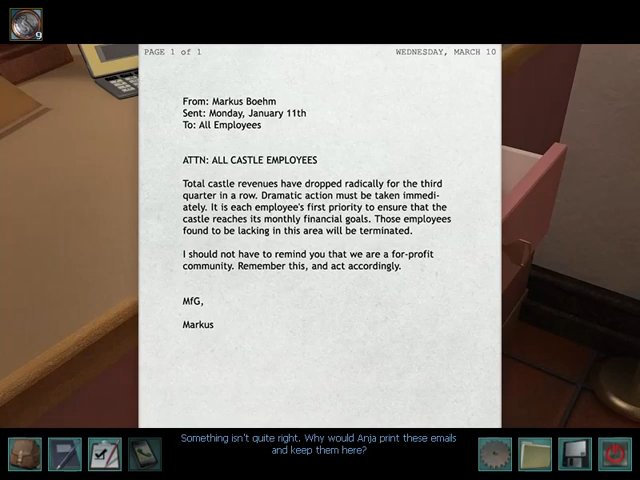 9
PAGE 1 of 1 WEDNESDAY, MARCH 10
From: Markus Boehm
Sent: Monday, January 11th
To: All Employees
ATTN: ALL CASTLE EMPLOYEES
Total castle revenues have dropped radically for the third
quarter in a row. Dramatic action must be taken immedi-
ately. It is each employee's first priority to ensure that the
castle reaches its monthly financial goals. Those employees
found to be lacking in this area will be terminated.
I should not have to remind you that we are a for-profit
community. Remember this, and act accordingly.
MfG,
Markus
Something isn't quite right. Why would Anja print these emails
and keep them here?